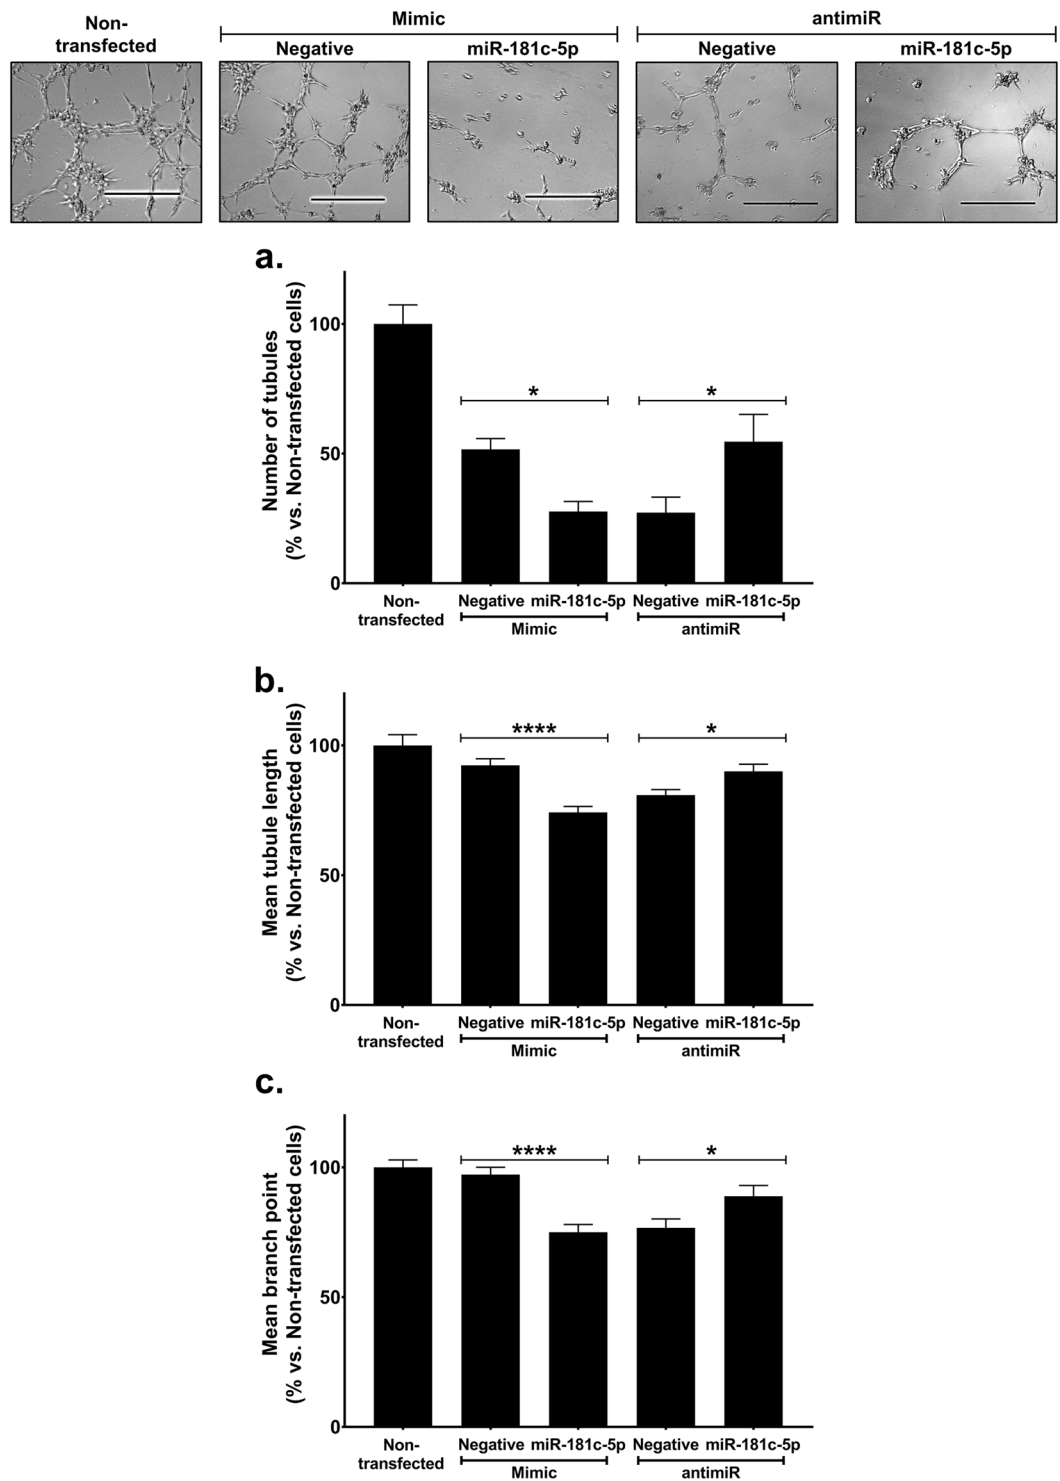 Non-
transfected
Mimic
antimiR
Negative
miR-181c-5p
Negative
miR-181c-5p
a.
Number of tubules
(% vs. Non-transfected cells)
100
50
0
*
*
Non-
transfected
Negative miR-181c-5p Negative miR-181c-5p
Mimic
antimiR
b.
Mean tubule length
(% vs. Non-transfected cells)
100
50
0
****
*
Non-
transfected
Negative miR-181c-5p Negative miR-181c-5p
Mimic
antimiR
c.
Mean branch point
(% vs. Non-transfected cells)
100
50
0
****
*
Non-
transfected
Negative miR-181c-5p Negative miR-181c-5p
Mimic
antimiR